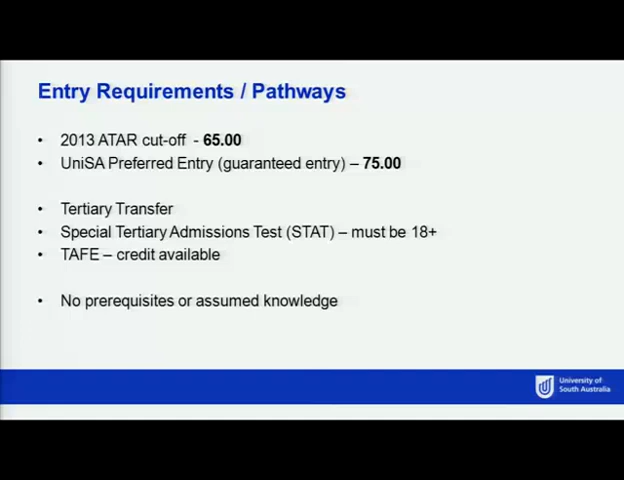 Entry Requirements / Pathways
• 2013 ATAR cut-off - 65.00
• UniSA Preferred Entry (guaranteed entry) – 75.00
• Tertiary Transfer
• Special Tertiary Admissions Test (STAT) – must be 18+
• TAFE – credit available
• No prerequisites or assumed knowledge
University of
South Australia